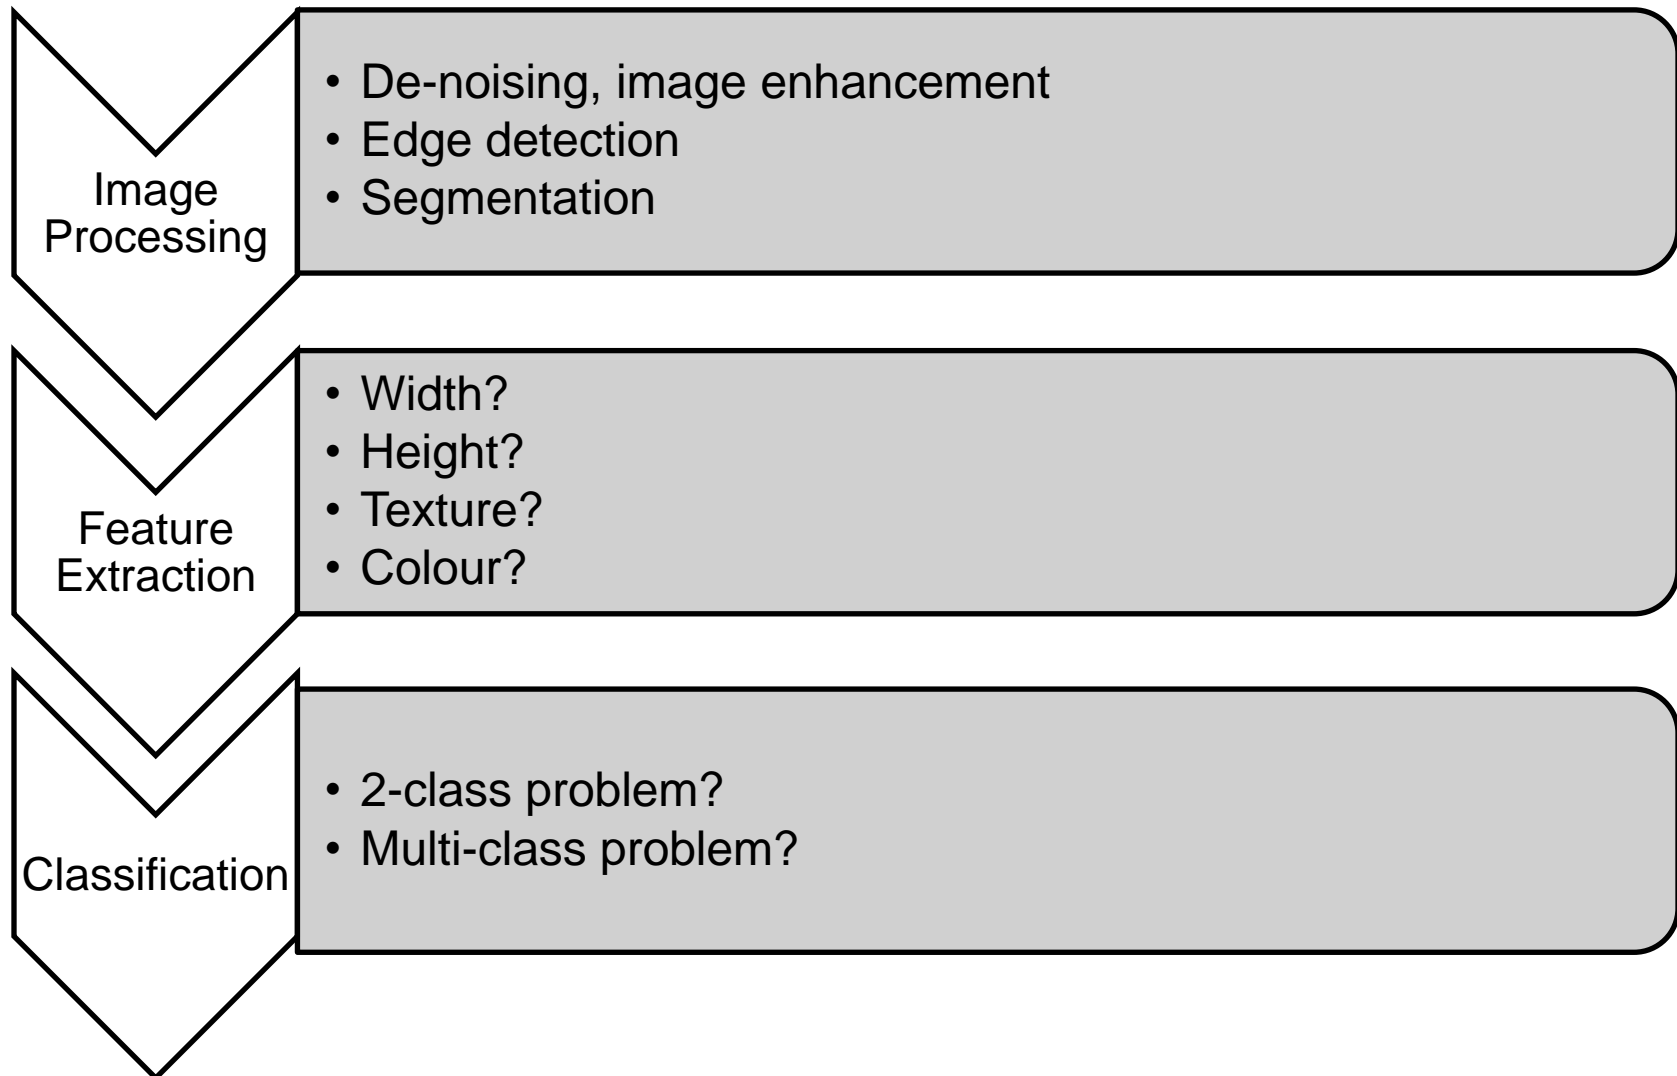 Image
Processing
• De-noising, image enhancement
• Edge detection
• Segmentation
Feature
Extraction
• Width?
• Height?
• Texture?
• Colour?
Classification
• 2-class problem?
• Multi-class problem?